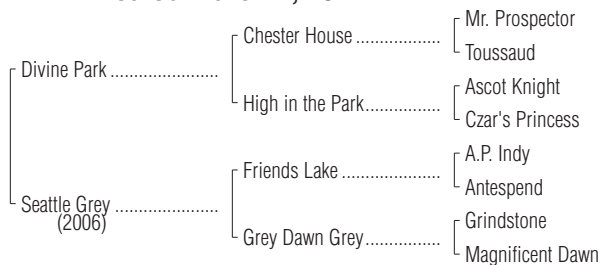 Mr. Prospector
Chester House ..................
Toussaud
Divine Park ........................
Ascot Knight
High in the Park.................
Czar's Princess
A.P. Indy
Friends Lake .....................
Antespend
Seattle Grey .......................
(2006)
Grindstone
Grey Dawn Grey.................
Magnificent Dawn